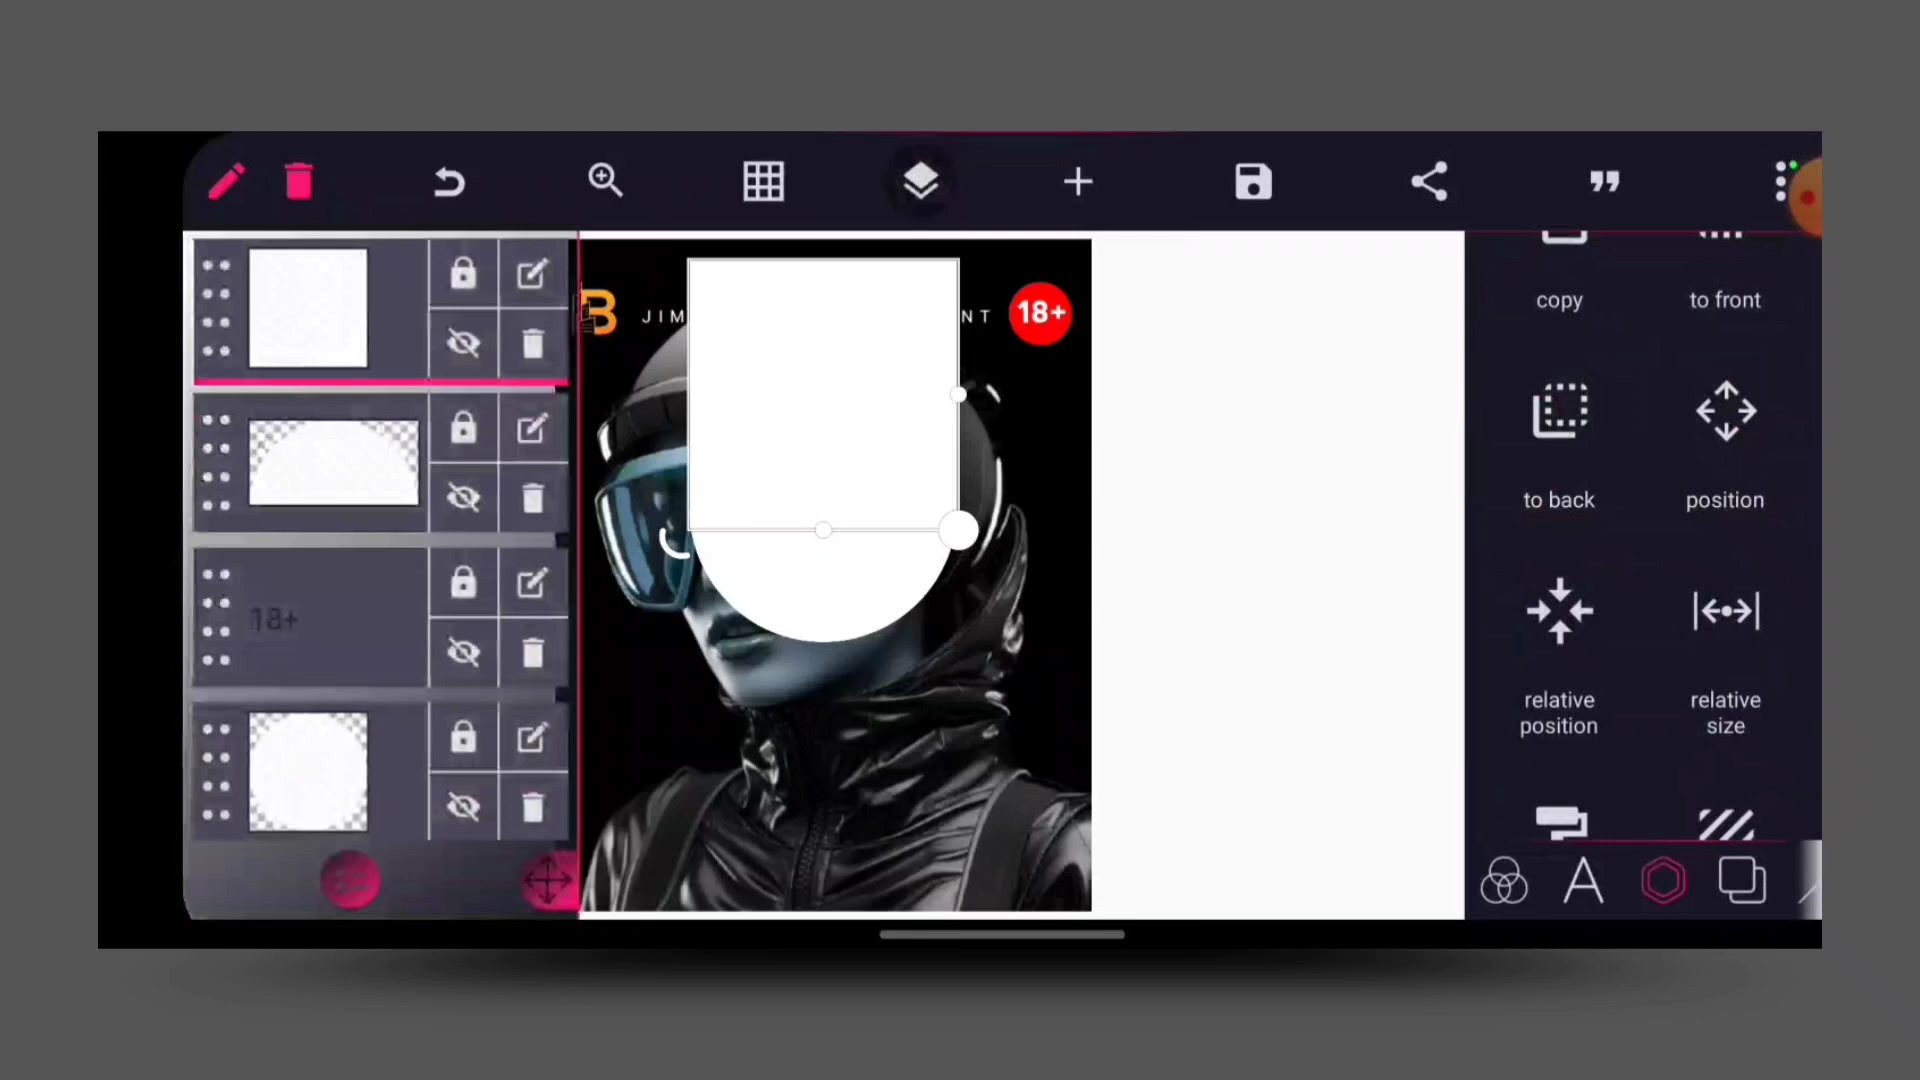 copy
to front
B
JIM
NT
18+
to back
position
18+
relative
position
relative
size